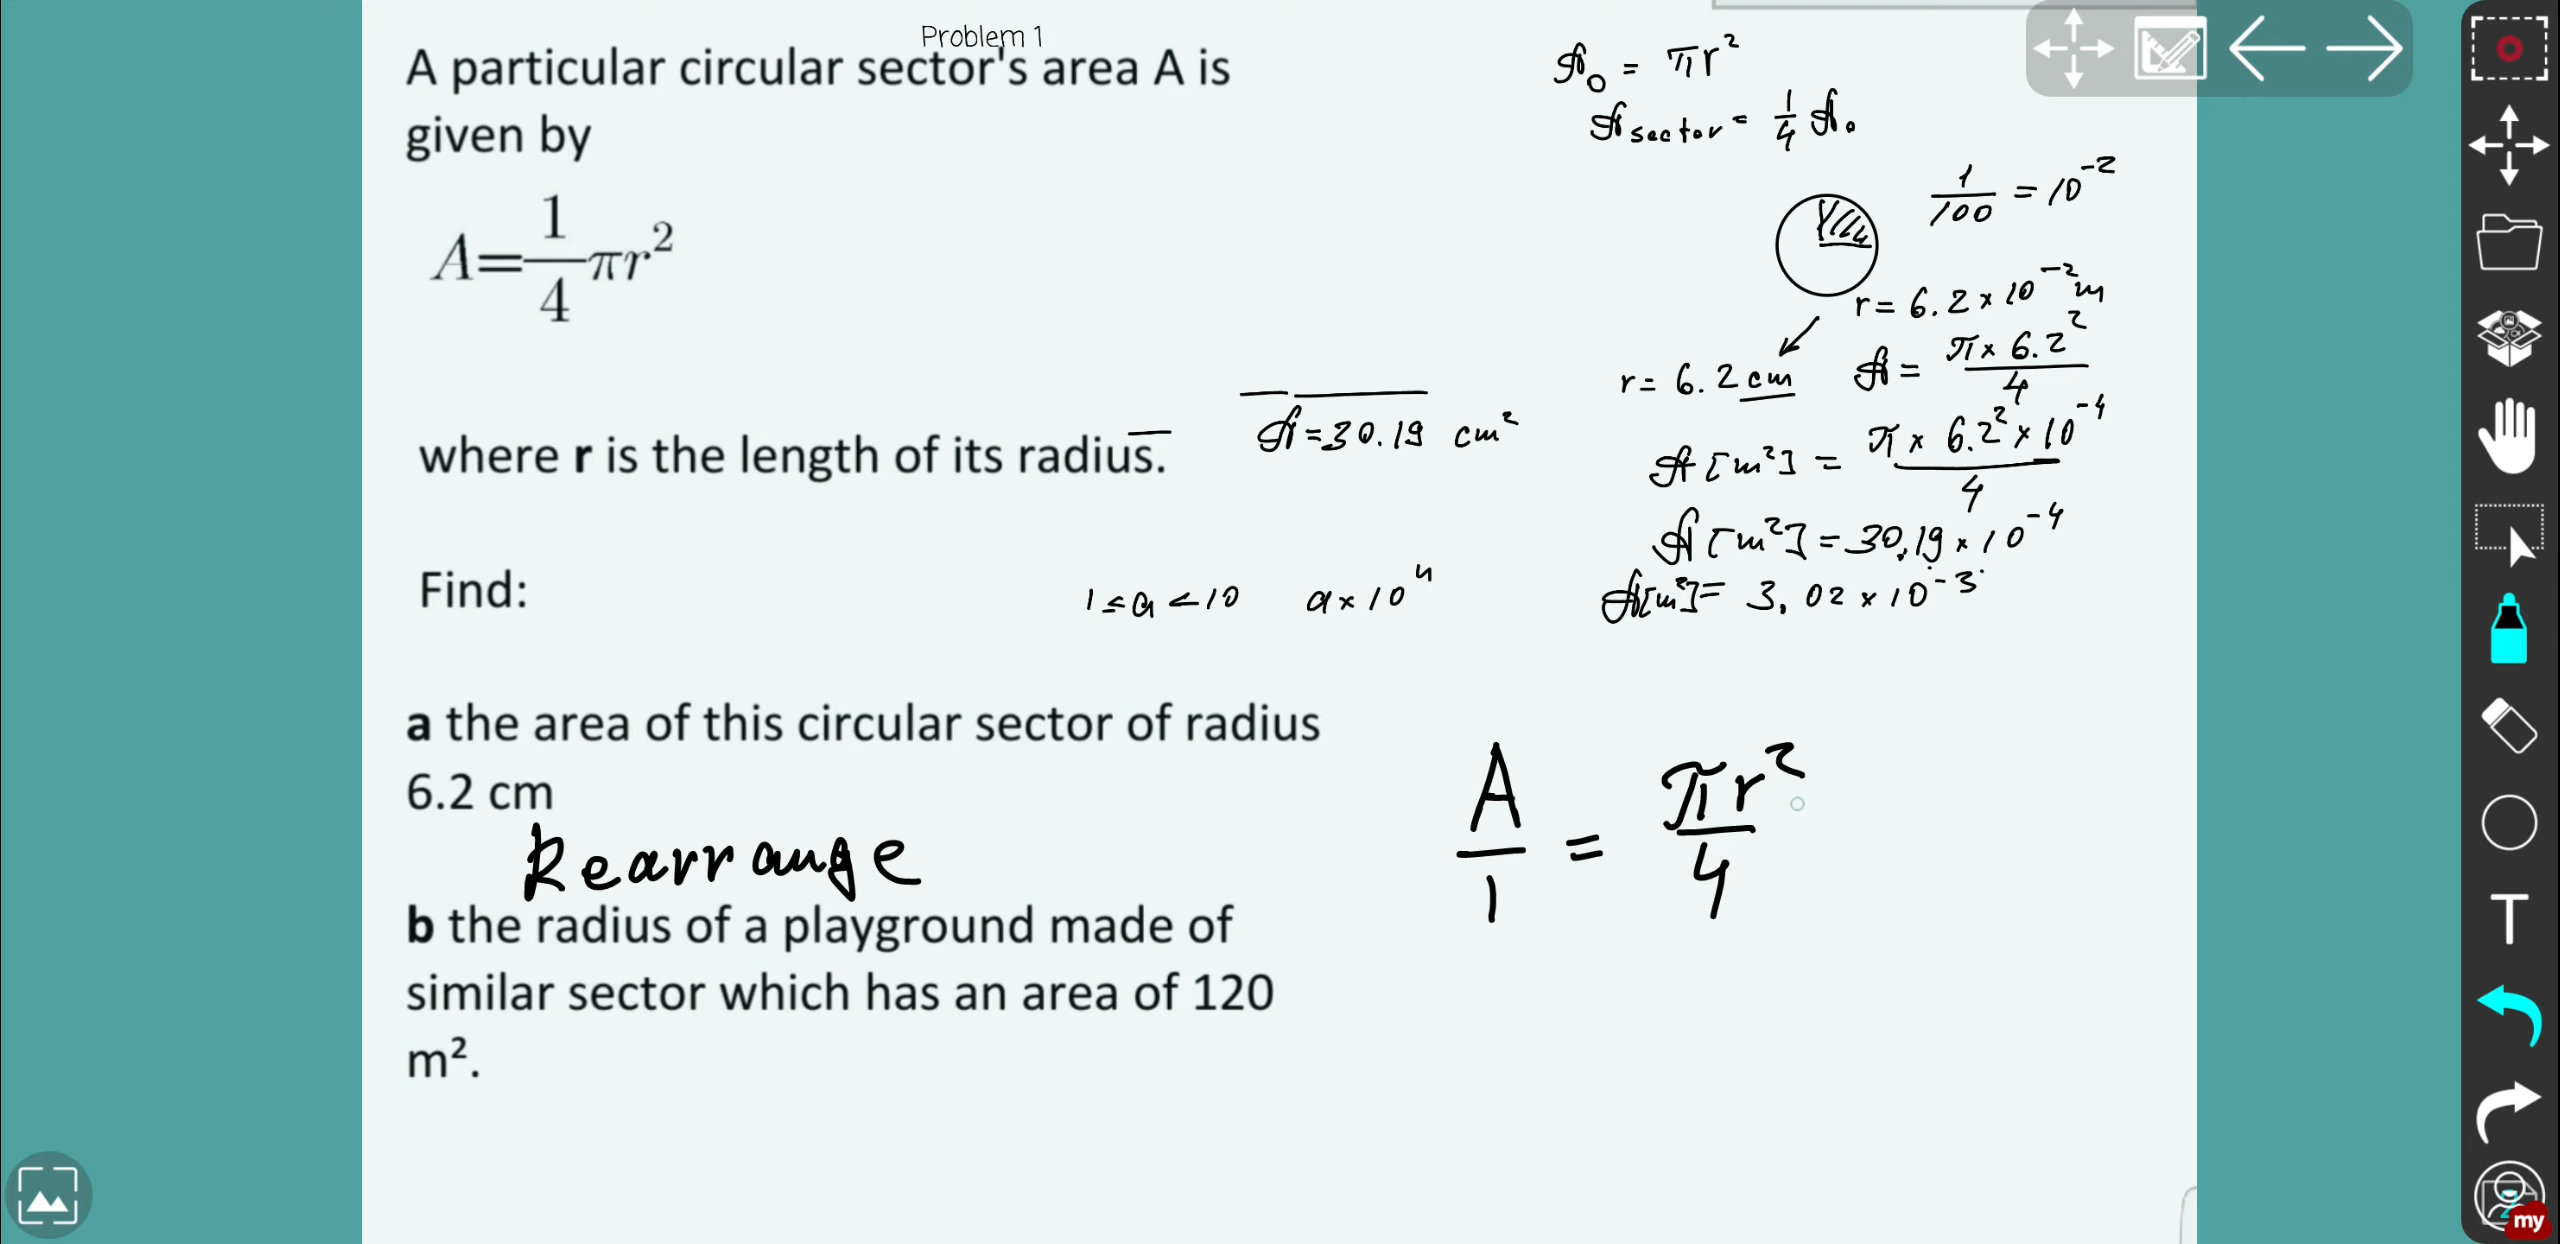 Problem 1
A particular circular sector's area A is
given by
A=1/4 πr²
where r is the length of its radius.
Find:
a the area of this circular sector of radius
6.2 cm
Rearrange
b the radius of a playground made of
similar sector which has an area of 120
m².
A₀ = πr²
A sector = 1/4 A₀
1/100 = 10⁻²
r = 6.2 × 10⁻² m
r = 6.2 cm
A = π × 6.2² / 4
A = 30.19 cm²
A [m²] = π × 6.2² × 10⁻⁴ / 4
A [m²] = 30.19 × 10⁻⁴
1 ≤ a < 10 a × 10ⁿ
A[m²] = 3.02 × 10⁻³
A/1 = πr²/4
T
my